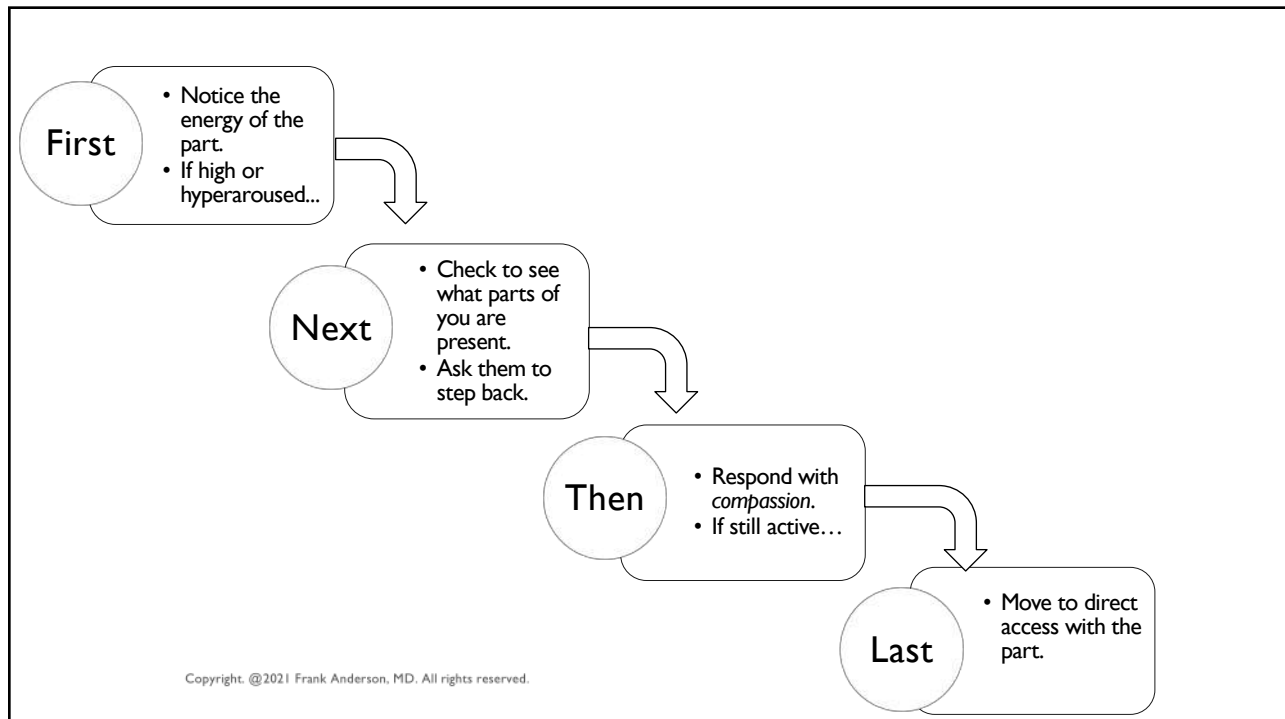 First
• Notice the
energy of the
part.
• If high or
hyperaroused...
Next
• Check to see
what parts of
you are
present.
• Ask them to
step back.
Then
• Respond with
compassion.
• If still active…
Last
• Move to direct
access with the
part.
Copyright. @2021 Frank Anderson, MD. All rights reserved.